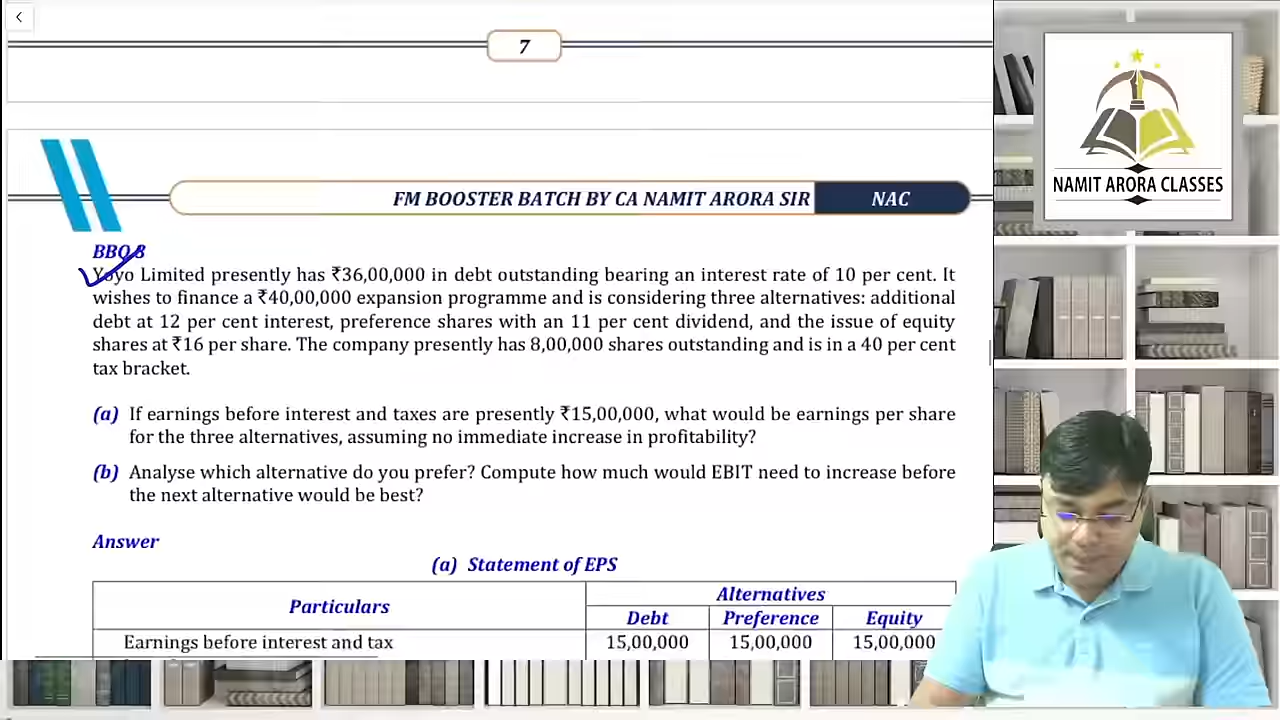 7
FM BOOSTER BATCH BY CA NAMIT ARORA SIR NAC
NAMIT ARORA CLASSES
BBQ 8
Yoyo Limited presently has ₹36,00,000 in debt outstanding bearing an interest rate of 10 per cent. It
wishes to finance a ₹40,00,000 expansion programme and is considering three alternatives: additional
debt at 12 per cent interest, preference shares with an 11 per cent dividend, and the issue of equity
shares at ₹16 per share. The company presently has 8,00,000 shares outstanding and is in a 40 per cent
tax bracket.
(a) If earnings before interest and taxes are presently ₹15,00,000, what would be earnings per share
for the three alternatives, assuming no immediate increase in profitability?
(b) Analyse which alternative do you prefer? Compute how much would EBIT need to increase before
the next alternative would be best?
Answer
(a) Statement of EPS
Particulars
Alternatives
Debt Preference Equity
Earnings before interest and tax 15,00,000 15,00,000 15,00,000